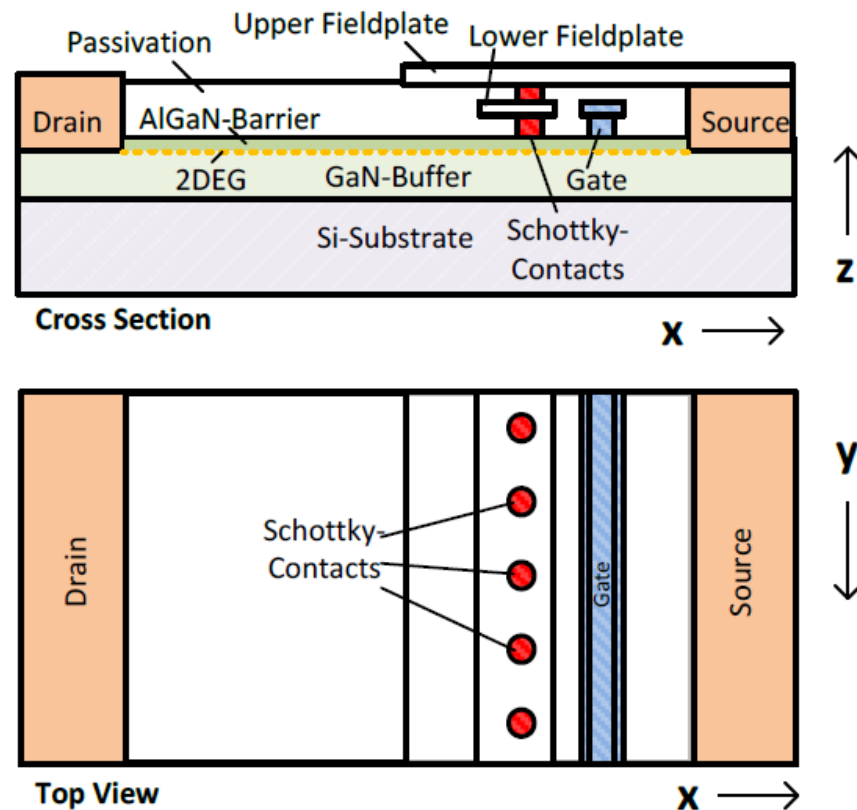 Upper Fieldplate
Passivation
Lower Fieldplate
Drain
AlGaN-Barrier
Source
2DEG
GaN-Buffer
Gate
Si-Substrate
Schottky-
Contacts
z
Cross Section
x
Drain
Schottky-
Contacts
Gate
Source
y
Top View
x